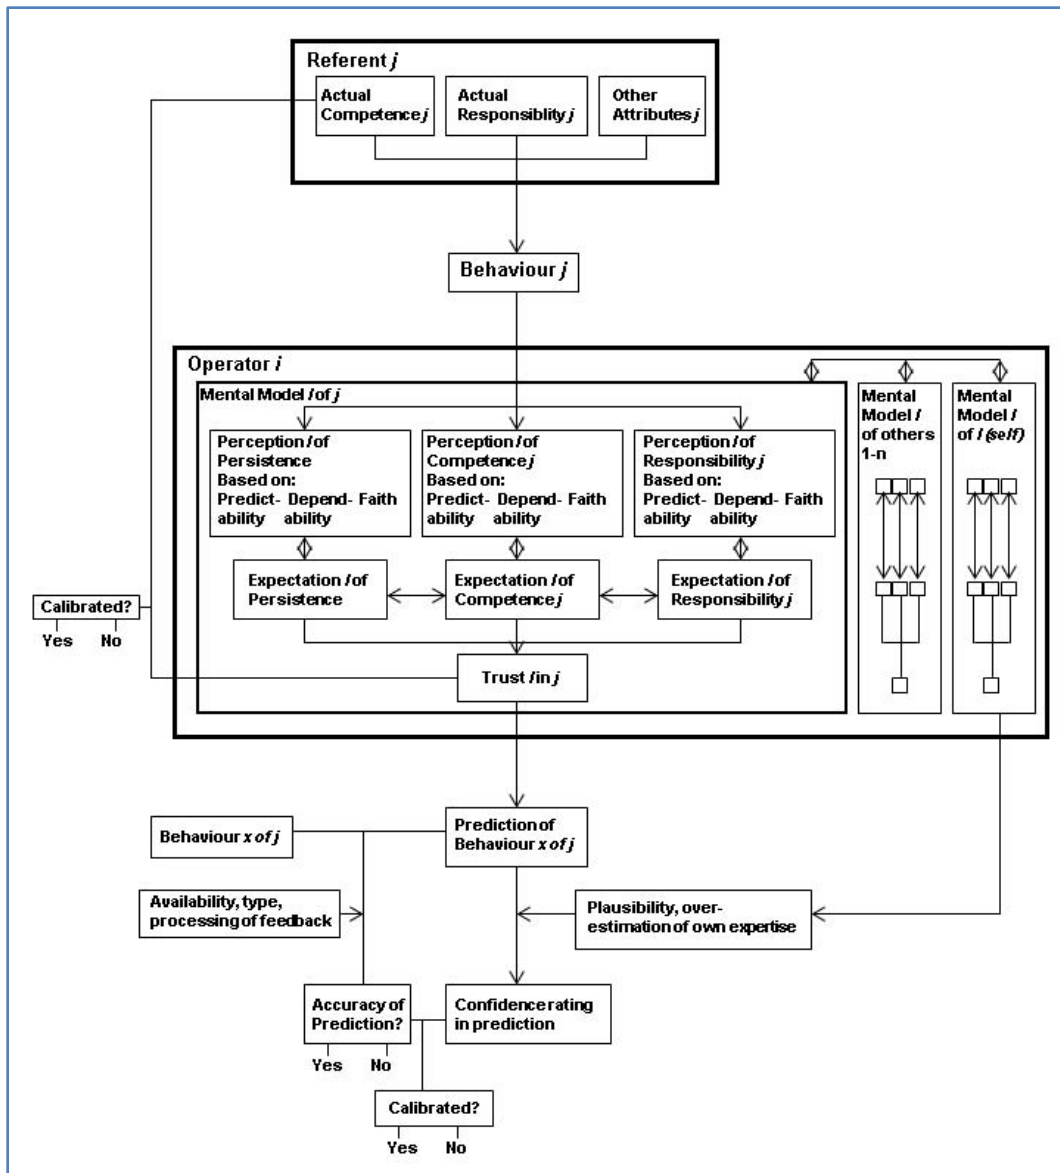 Referent j
Actual
Competence j
Actual
Responsiblity j
Other
Attributes j
Behaviour j
Operator i
Mental Model i of j
Perception i of
Persistence
Based on:
Predict- Depend- Faith
ability ability
Perception i of
Competence j
Based on:
Predict- Depend- Faith
ability ability
Perception i of
Responsibility j
Based on:
Predict- Depend- Faith
ability ability
Mental
Model i
of others
1-n
Mental
Model i
of i (self)
Expectation i of
Persistence
Expectation i of
Competence j
Expectation i of
Responsibility j
Calibrated?
Yes No
Trust i in j
Behaviour x of j
Prediction of
Behaviour x of j
Availability, type,
processing of feedback
Plausibility, over-
estimation of own expertise
Accuracy of
Prediction?
Yes No
Confidence rating
in prediction
Calibrated?
Yes No